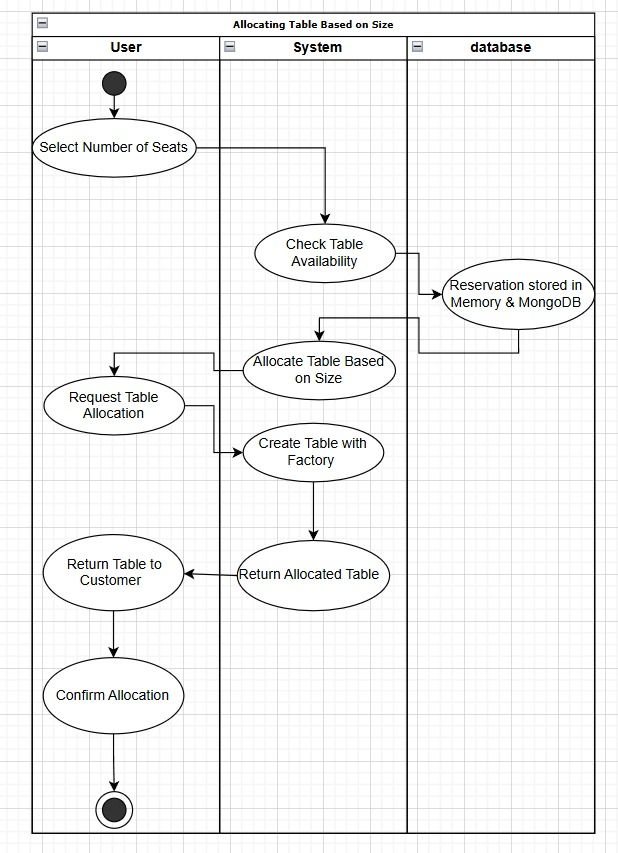 Allocating Table Based on Size
User
System
database
Select Number of Seats
Check Table
Availability
Reservation stored in
Memory & MongoDB
Allocate Table Based
on Size
Request Table
Allocation
Create Table with
Factory
Return Allocated Table
Return Table to
Customer
Confirm Allocation